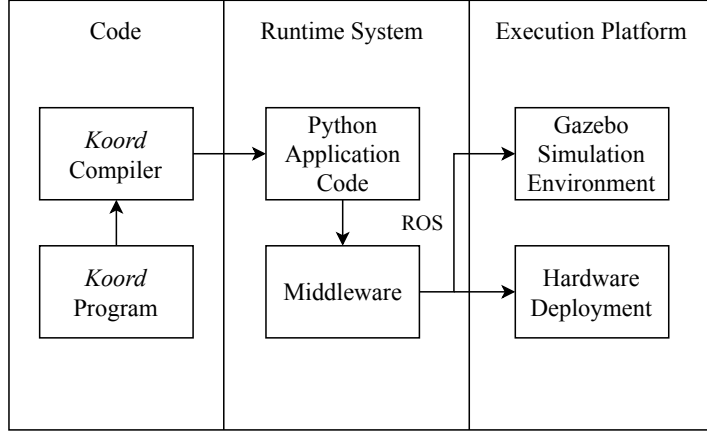 Code
Runtime System
Execution Platform
Koord
Compiler
Python
Application
Code
Gazebo
Simulation
Environment
ROS
Koord
Program
Middleware
Hardware
Deployment